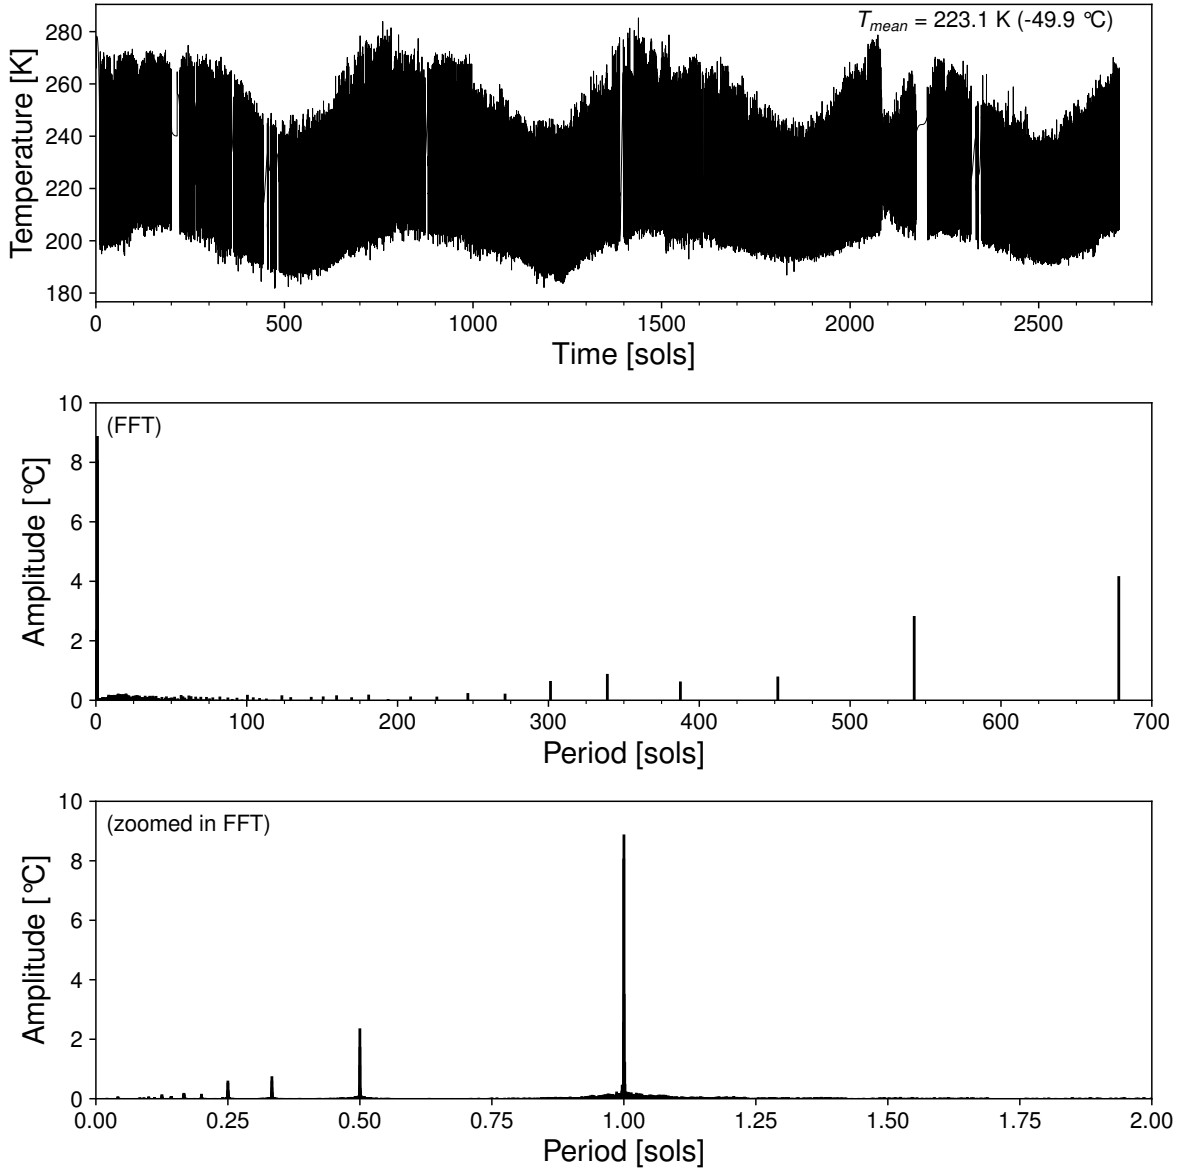 T_mean = 223.1 K (-49.9 °C)
Temperature [K]
280
260
240
220
200
180
0 500 1000 1500 2000 2500
Time [sols]
(FFT)
Amplitude [°C]
10
8
6
4
2
0
0 100 200 300 400 500 600 700
Period [sols]
(zoomed in FFT)
Amplitude [°C]
10
8
6
4
2
0
0.00 0.25 0.50 0.75 1.00 1.25 1.50 1.75 2.00
Period [sols]